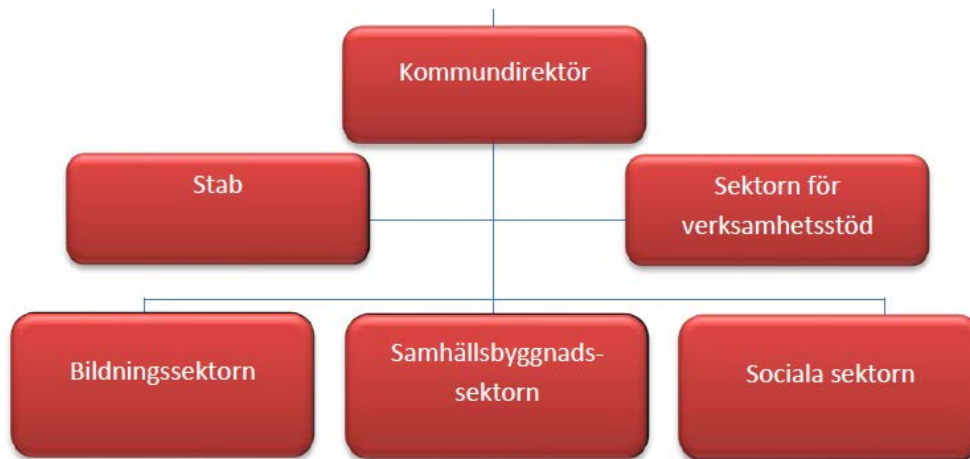 Kommundirektör
Stab
Sektorn för
verksamhetsstöd
Bildningssektorn
Samhällsbyggnads-
sektorn
Sociala sektorn